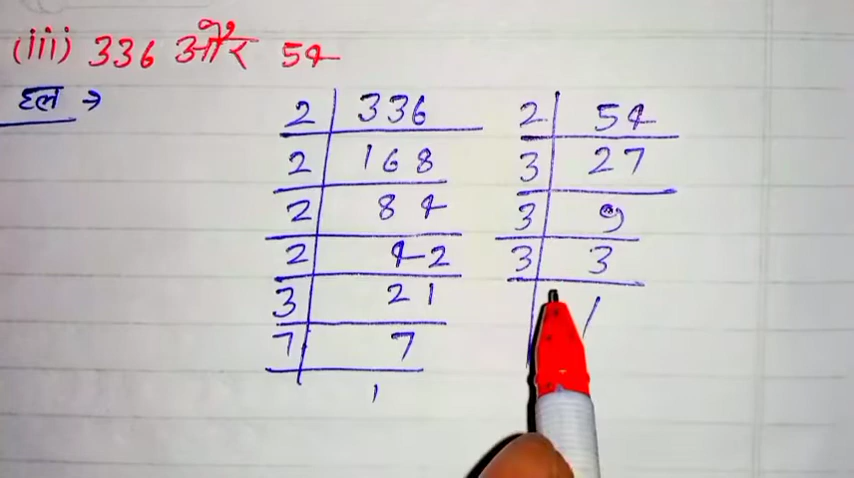 (iii) 336 और 54
हल →
2 | 336
2 | 168
2 | 84
2 | 42
3 | 21
7 | 7
1
2 | 54
3 | 27
3 | 9
3 | 3
1